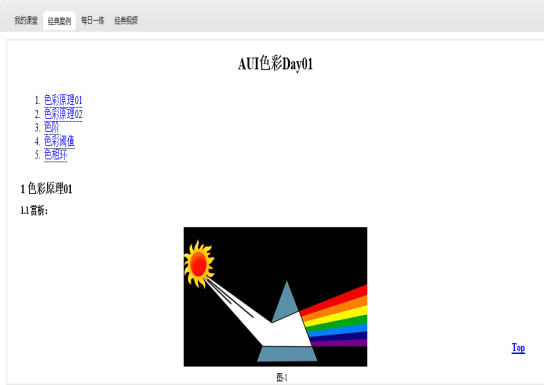 我的课堂 经典案例 每日一练 经典视频
AUI色彩Day01
1. 色彩原理01
2. 色彩原理02
3. 色阶
4. 色彩阈值
5. 色相环
1 色彩原理01
1.1 赏析：
Top
图-1